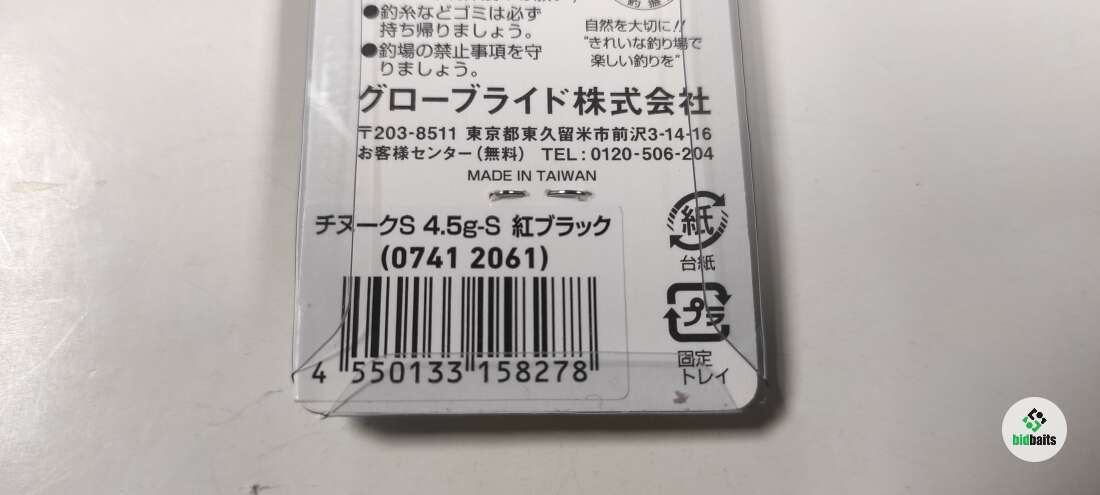 ●釣糸などゴミは必ず
持ち帰りましょう。
●釣場の禁止事項を守
りましょう。
自然を大切に!!
"きれいな釣り場で
楽しい釣りを"
グローブライド株式会社
〒203-8511 東京都東久留米市前沢3-14-16
お客様センター(無料) TEL:0120-506-204
MADE IN TAIWAN
チヌークS 4.5g-S 紅ブラック
(0741 2061)
4 550133 158278
紙
台紙
プラ
固定
トレイ
bidbaits